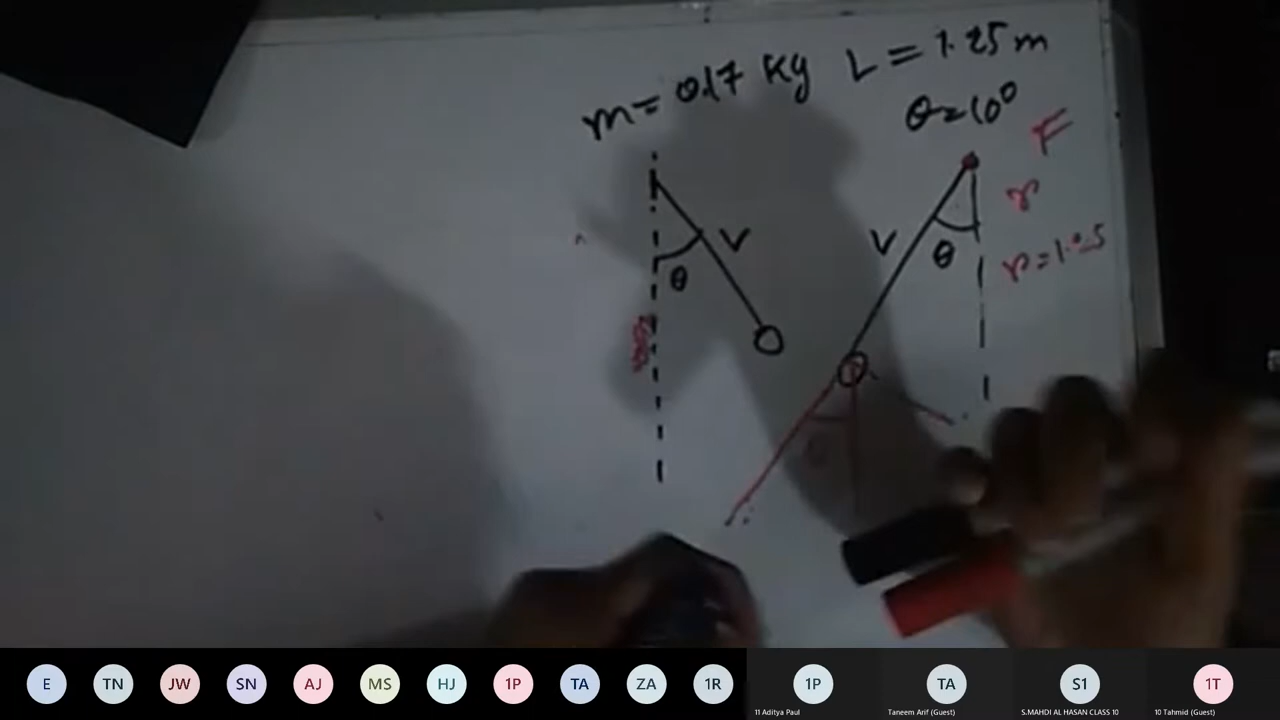 m = 0.17 kg L = 1.25 m
θ = 10°
F
r
r = 1.25
V
θ
V
θ
E
TN
JW
SN
AJ
MS
HJ
1P
TA
ZA
1R
1P
TA
S1
1T
11 Aditya Paul
Taneem Arif (Guest)
S.MAHDI AL HASAN CLASS 10
10 Tahmid (Guest)